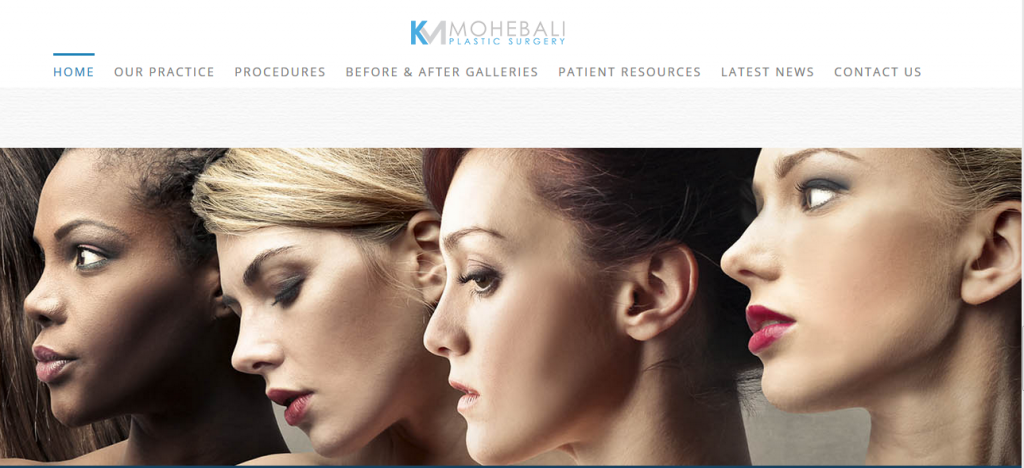 KM MOHEBALI
PLASTIC SURGERY
HOME OUR PRACTICE PROCEDURES BEFORE & AFTER GALLERIES PATIENT RESOURCES LATEST NEWS CONTACT US